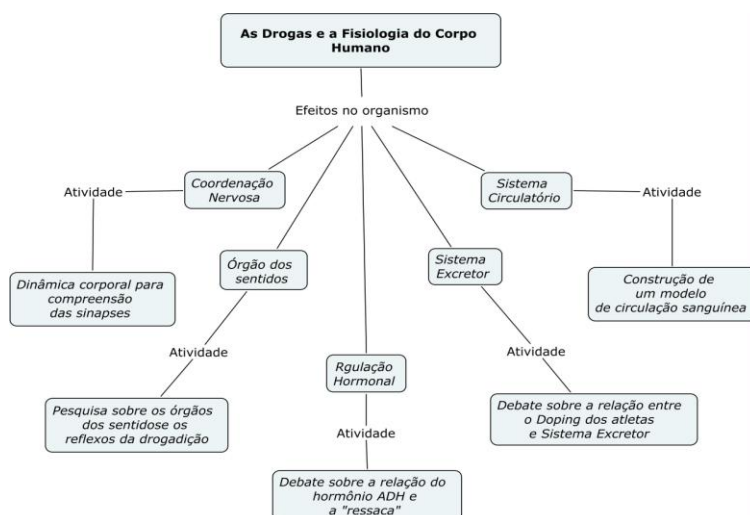 As Drogas e a Fisiologia do Corpo
Humano
Efeitos no organismo
Coordenação
Nervosa
Atividade
Dinâmica corporal para
compreensão
das sinapses
Órgão dos
sentidos
Atividade
Pesquisa sobre os órgãos
dos sentidose os
reflexos da drogadição
Rgulação
Hormonal
Atividade
Debate sobre a relação do
hormônio ADH e
a "ressaca"
Sistema
Excretor
Atividade
Debate sobre a relação entre
o Doping dos atletas
e Sistema Excretor
Sistema
Circulatório
Atividade
Construção de
um modelo
de circulação sanguínea